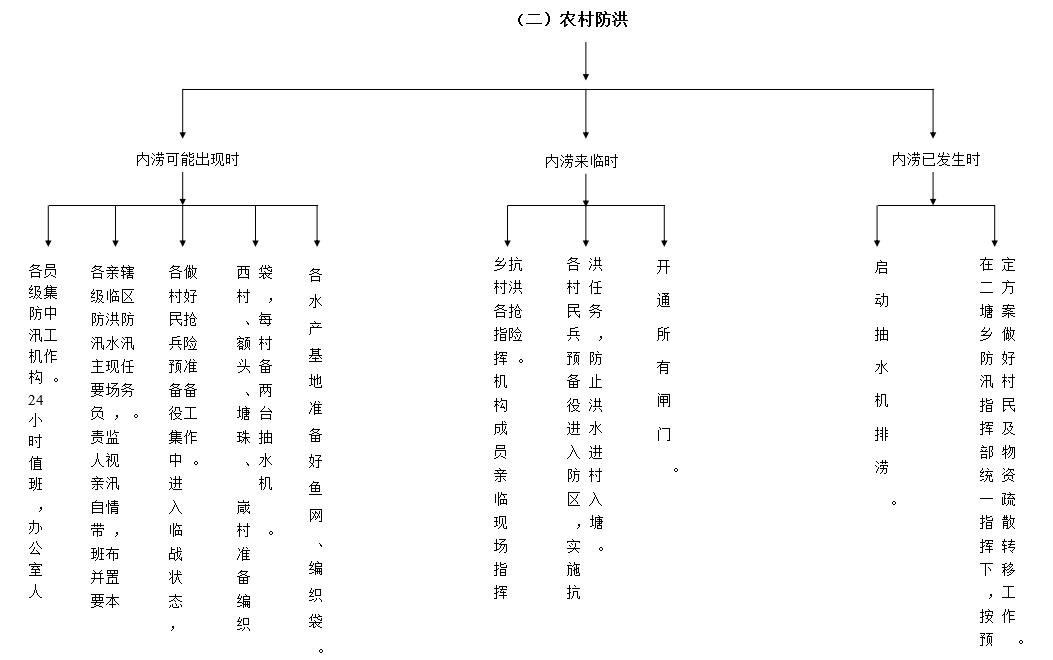 （二）农村防洪
内涝可能出现时
内涝来临时
内涝已发生时
各级防汛机构24小时值班，办公室人
员集中工作。
各级防汛主要负责人亲自带班并要
亲临洪水现场，监视汛情，布置本
辖区防汛任务。
各村民兵预备役集中进入临战状态，
做好抢险准备工作。
西村、额头、塘珠、崴村准备编织
袋，每村备两台抽水机。
各水产基地准备好鱼网、编织袋。
乡村各指挥机构成员亲临现场指挥
抗洪抢险。
各村民兵预备役进入防区，实施抗
洪任务，防止洪水进村入塘。
开通所有闸门。
启动抽水机排涝。
在二塘乡防汛指挥部统一指挥下，按预
定方案做好村民及物资疏散转移工作。